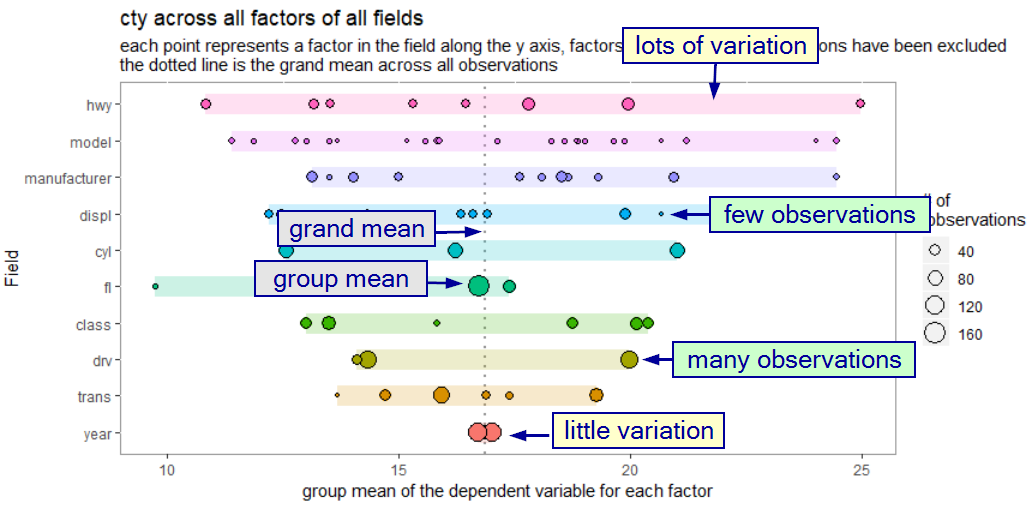 cty across all factors of all fields
each point represents a factor in the field along the y axis, factors ons have been excluded
the dotted line is the grand mean across all observations
lots of variation
hwy
model
manufacturer
displ
few observations
grand mean
cyl
group mean
fl
class
drv
many observations
trans
year
little variation
Field
10 15 20 25
group mean of the dependent variable for each factor
of
observations
40
80
120
160